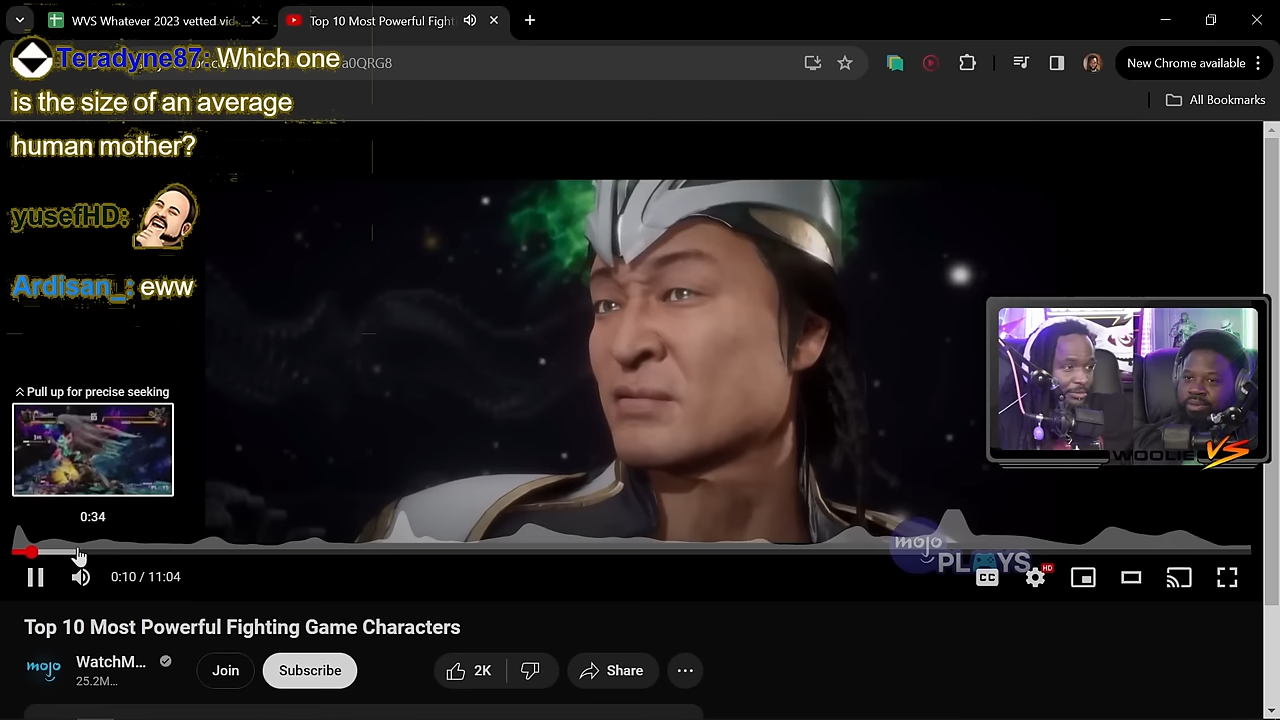 WVS Whatever 2023 vetted vid
Top 10 Most Powerful Fight
Teradyne87: Which one
is the size of an average
human mother?
a0QRG8
New Chrome available
All Bookmarks
yusefHD:
Ardisan_: eww
Pull up for precise seeking
0:34
WOOLIE VS
mojo
PLAYS
0:10 / 11:04
CC
HD
Top 10 Most Powerful Fighting Game Characters
mojo
WatchM...
25.2M...
Join
Subscribe
2K
Share